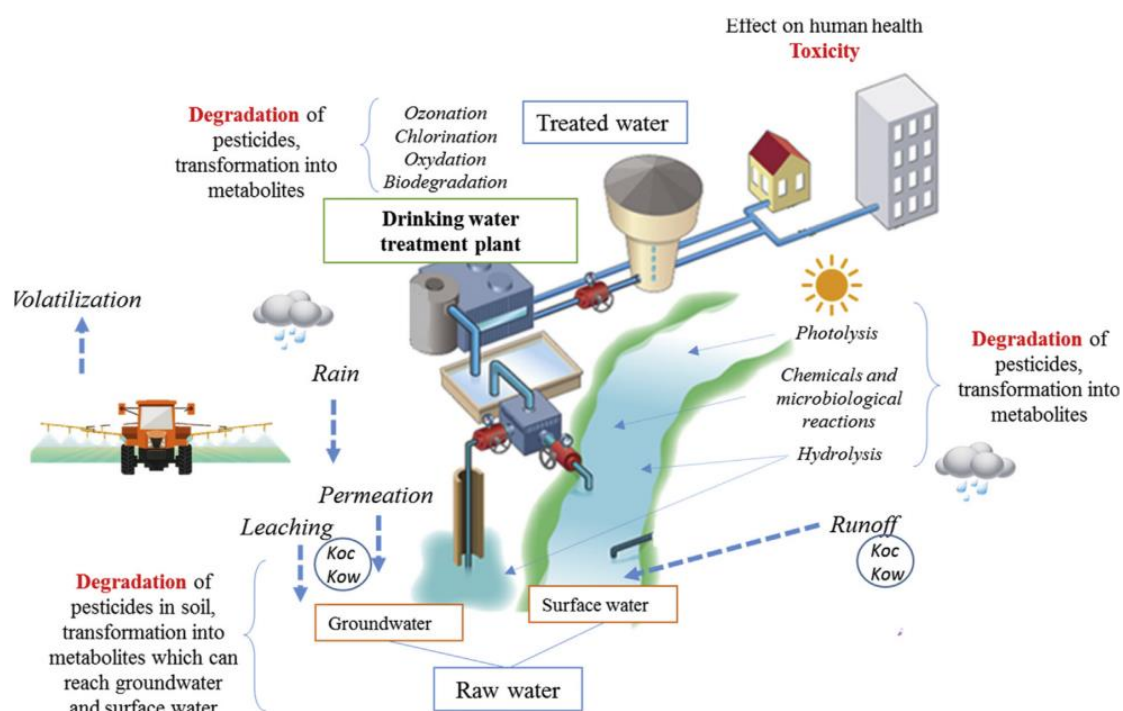 Effect on human health
Toxicity
Degradation of
pesticides,
transformation into
metabolites
Ozonation
Chlorination
Oxydation
Biodegradation
Treated water
Drinking water
treatment plant
Volatilization
Rain
Permeation
Leaching
Koc
Kow
Photolysis
Chemicals and
microbiological
reactions
Hydrolysis
Degradation of
pesticides,
transformation into
metabolites
Runoff
Koc
Kow
Degradation of
pesticides in soil,
transformation into
metabolites which can
reach groundwater
and surface water
Groundwater
Surface water
Raw water